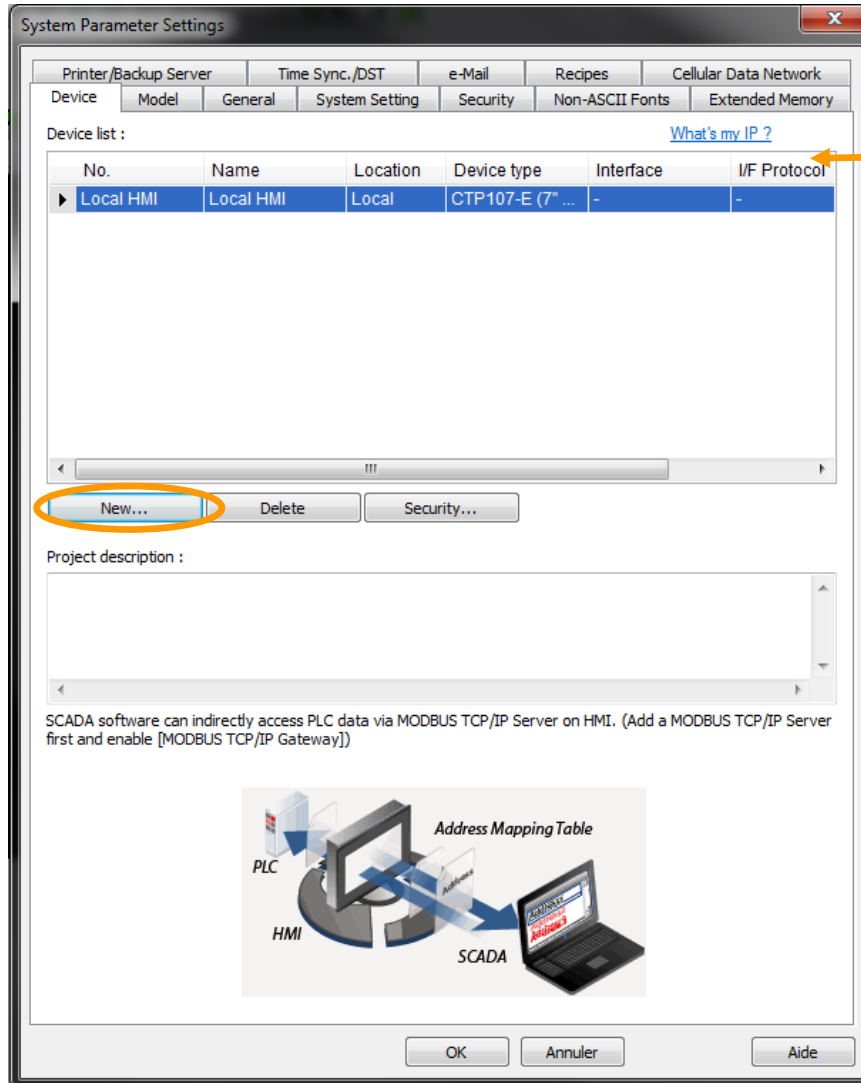 System Parameter Settings
Printer/Backup Server Time Sync./DST e-Mail Recipes Cellular Data Network
Device Model General System Setting Security Non-ASCII Fonts Extended Memory
Device list : What's my IP ?
No. Name Location Device type Interface I/F Protocol
Local HMI Local HMI Local CTP107-E (7" ... - -
New... Delete Security...
Project description :
SCADA software can indirectly access PLC data via MODBUS TCP/IP Server on HMI. (Add a MODBUS TCP/IP Server
first and enable [MODBUS TCP/IP Gateway])
Address Mapping Table
PLC
Address
HMI
SCADA
OK Annuler Aide